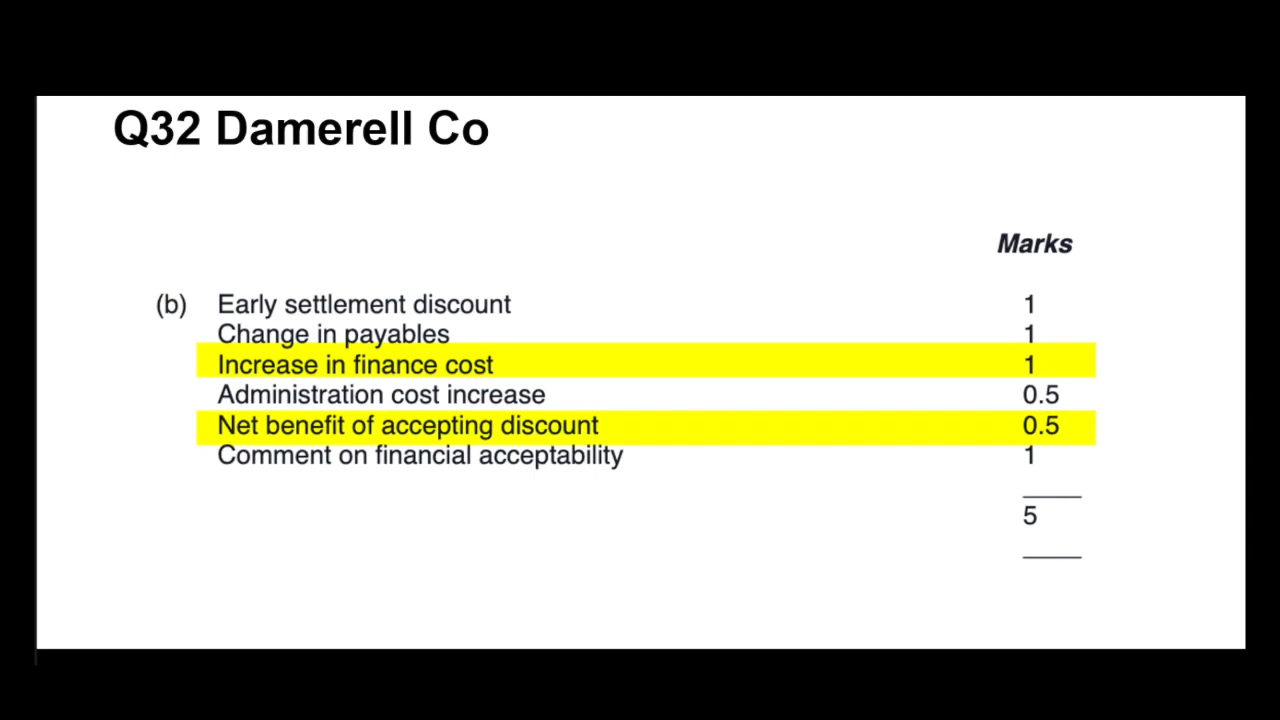 Q32 Damerell Co
Marks
(b) Early settlement discount 1
Change in payables 1
Increase in finance cost 1
Administration cost increase 0.5
Net benefit of accepting discount 0.5
Comment on financial acceptability 1
5